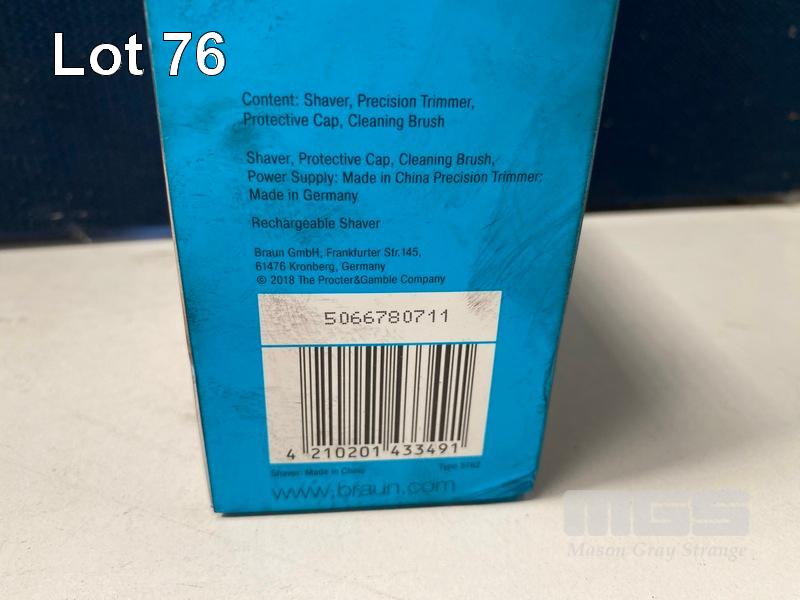 Lot 76
Content: Shaver, Precision Trimmer,
Protective Cap, Cleaning Brush
Shaver, Protective Cap, Cleaning Brush,
Power Supply: Made in China Precision Trimmer:
Made in Germany
Rechargeable Shaver
Braun GmbH, Frankfurter Str.145,
61476 Kronberg, Germany
© 2018 The Procter&Gamble Company
5066780711
4 210201 433491
Shaver: Made in China Type 5762
www.braun.com
MGS
Mason Gray Strange